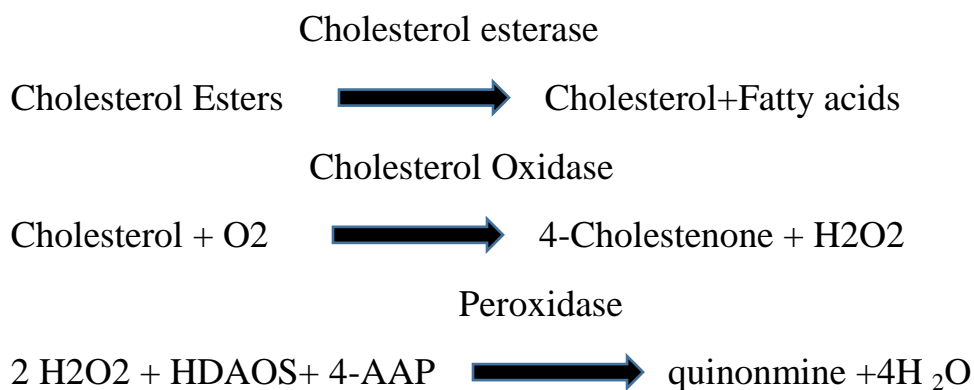 Cholesterol esterase
Cholesterol Esters Cholesterol+Fatty acids
Cholesterol Oxidase
Cholesterol + O2 4-Cholestenone + H2O2
Peroxidase
2 H2O2 + HDAOS+ 4-AAP quinonmine +4H 2O